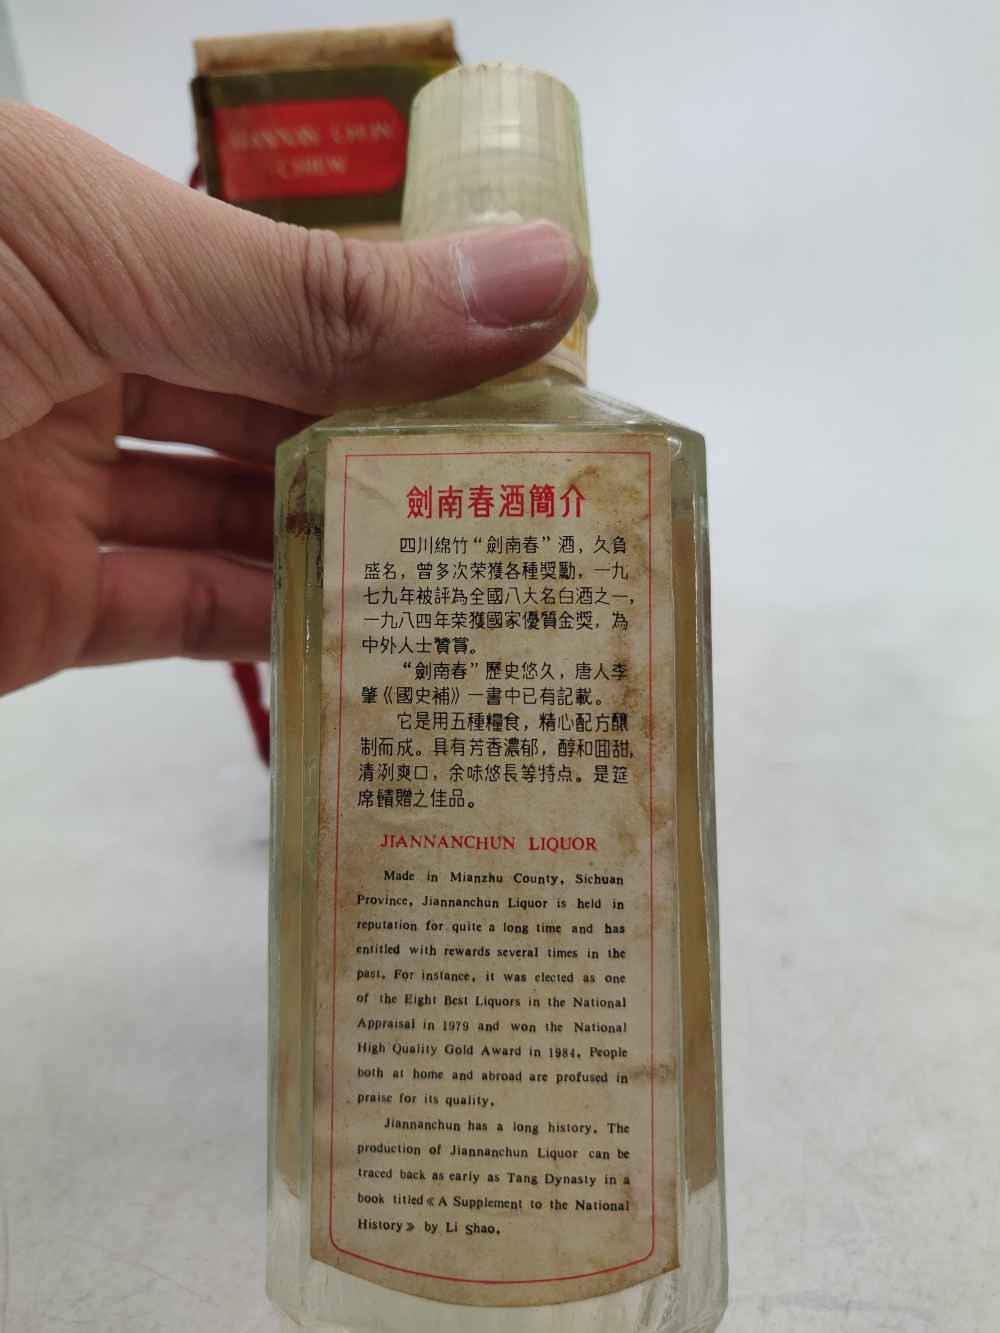 JIANNAN CHUN
CHIEW
劍南春酒簡介
四川綿竹“劍南春”酒，久負
盛名，曾多次荣獲各種獎勵，一九
七九年被評為全國八大名白酒之一，
一九八四年荣獲國家優質金獎，為
中外人士贊賞。
“劍南春”歷史悠久，唐人李
肇《國史補》一書中已有記載。
它是用五種糧食，精心配方釀
制而成。具有芳香濃郁，醇和囬甜，
清洌爽口，余味悠長等特点。是筵
席饋贈之佳品。
JIANNANCHUN LIQUOR
Made in Mianzhu County, Sichuan
Province, Jiannanchun Liquor is held in
reputation for quite a long time and has
entitled with rewards several times in the
past. For instance, it was elected as one
of the Eight Best Liquors in the National
Appraisal in 1979 and won the National
High Quality Gold Award in 1984. People
both at home and abroad are profused in
praise for its quality.
Jiannanchun has a long history. The
production of Jiannanchun Liquor can be
traced back as early as Tang Dynasty in a
book titled《A Supplement to the National
History》by Li Shao.